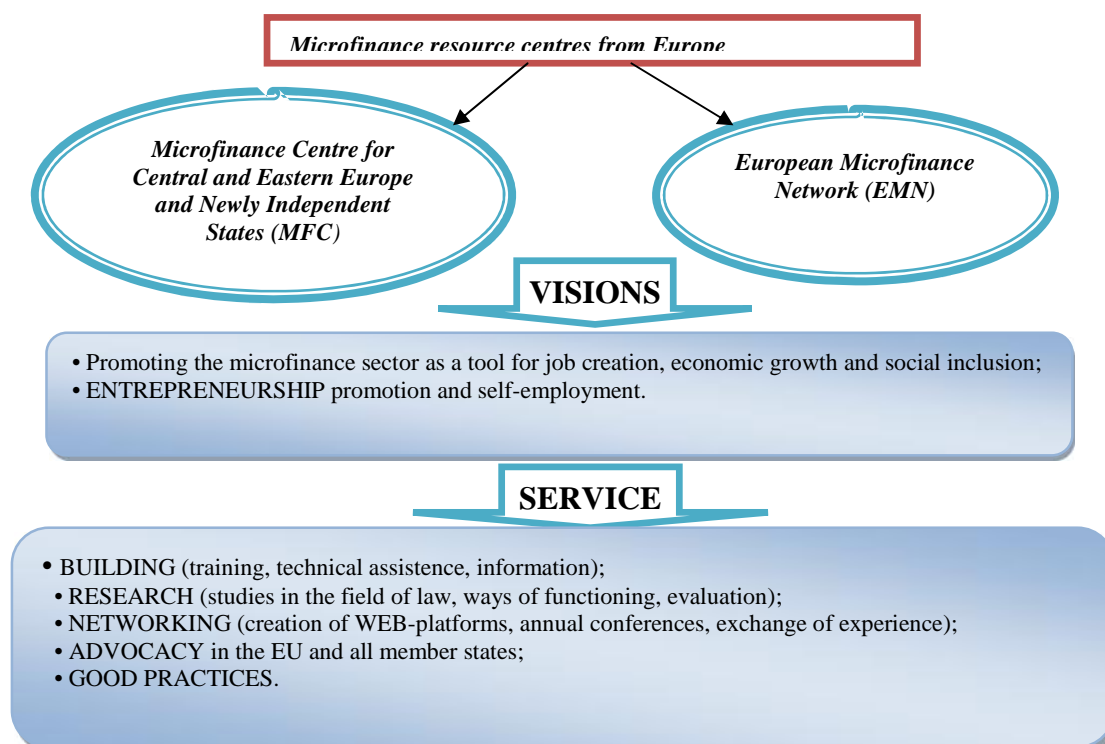 Microfinance resource centres from Europe
Microfinance Centre for
Central and Eastern Europe
and Newly Independent
States (MFC)
European Microfinance
Network (EMN)
VISIONS
• Promoting the microfinance sector as a tool for job creation, economic growth and social inclusion;
• ENTREPRENEURSHIP promotion and self-employment.
SERVICE
• BUILDING (training, technical assistence, information);
• RESEARCH (studies in the field of law, ways of functioning, evaluation);
• NETWORKING (creation of WEB-platforms, annual conferences, exchange of experience);
• ADVOCACY in the EU and all member states;
• GOOD PRACTICES.